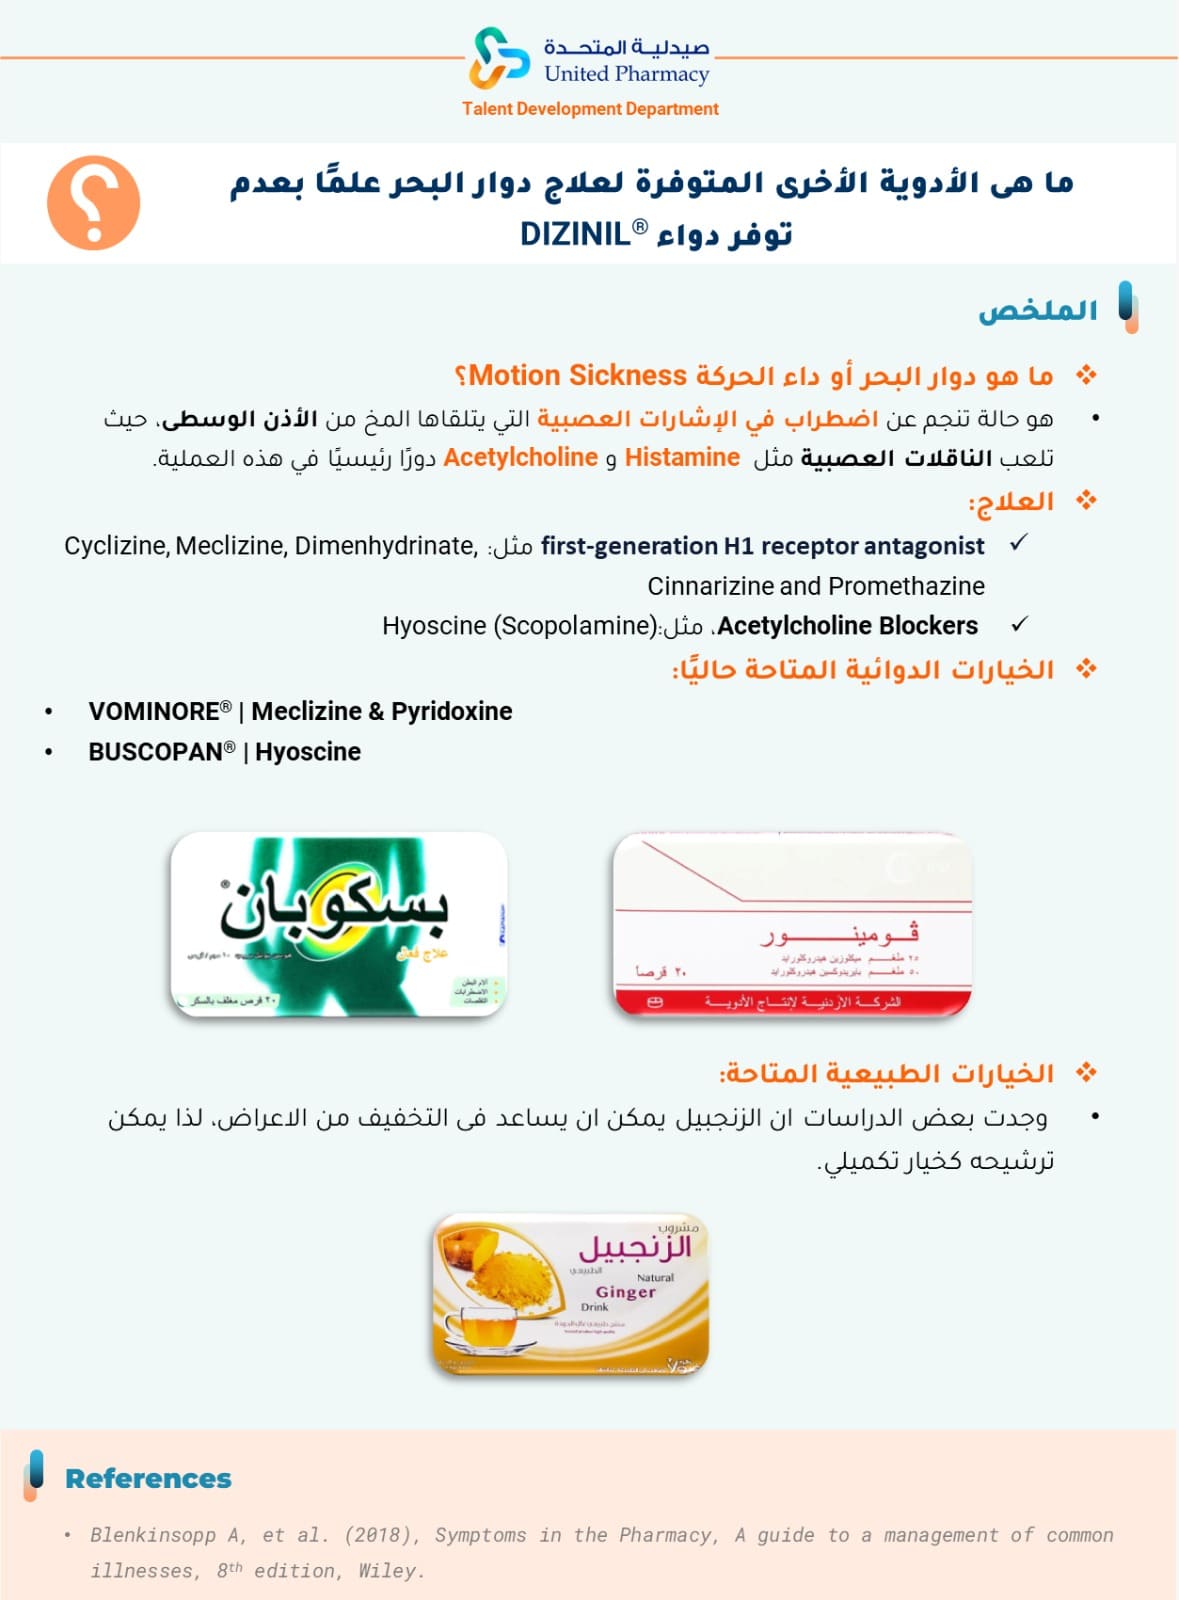 صيدلية المتحدة
United Pharmacy
Talent Development Department
ما هى الأدوية الأخرى المتوفرة لعلاج دوار البحر علمًا بعدم
توفر دواء DIZINIL®
الملخص
❖ ما هو دوار البحر أو داء الحركة Motion Sickness؟
• هو حالة تنجم عن اضطراب في الإشارات العصبية التي يتلقاها المخ من الأذن الوسطى، حيث
تلعب الناقلات العصبية مثل Histamine و Acetylcholine دورًا رئيسيًا في هذه العملية.
❖ العلاج:
✓ first-generation H1 receptor antagonist مثل: Cyclizine, Meclizine, Dimenhydrinate,
Cinnarizine and Promethazine
✓ Acetylcholine Blockers، مثل:Hyoscine (Scopolamine)
❖ الخيارات الدوائية المتاحة حاليًا:
• VOMINORE® | Meclizine & Pyridoxine
• BUSCOPAN® | Hyoscine
بسكوبان®
علاج فعال
٢٠ قرص مغلف بالسكر
آلام البطن
الاضطرابات
التقلصات
ڤومينور
٢٥ ملغم ميكلوزين هيدروكلورايد
٥٠ ملغم بايريدوكسين هيدروكلورايد
٢٠ قرصا
الشركة الأردنية لإنتاج الأدوية
❖ الخيارات الطبيعية المتاحة:
• وجدت بعض الدراسات ان الزنجبيل يمكن ان يساعد فى التخفيف من الاعراض، لذا يمكن
ترشيحه كخيار تكميلي.
مشروب
الزنجبيل
الطبيعي
Natural
Ginger
Drink
References
• Blenkinsopp A, et al. (2018), Symptoms in the Pharmacy, A guide to a management of common
illnesses, 8th edition, Wiley.